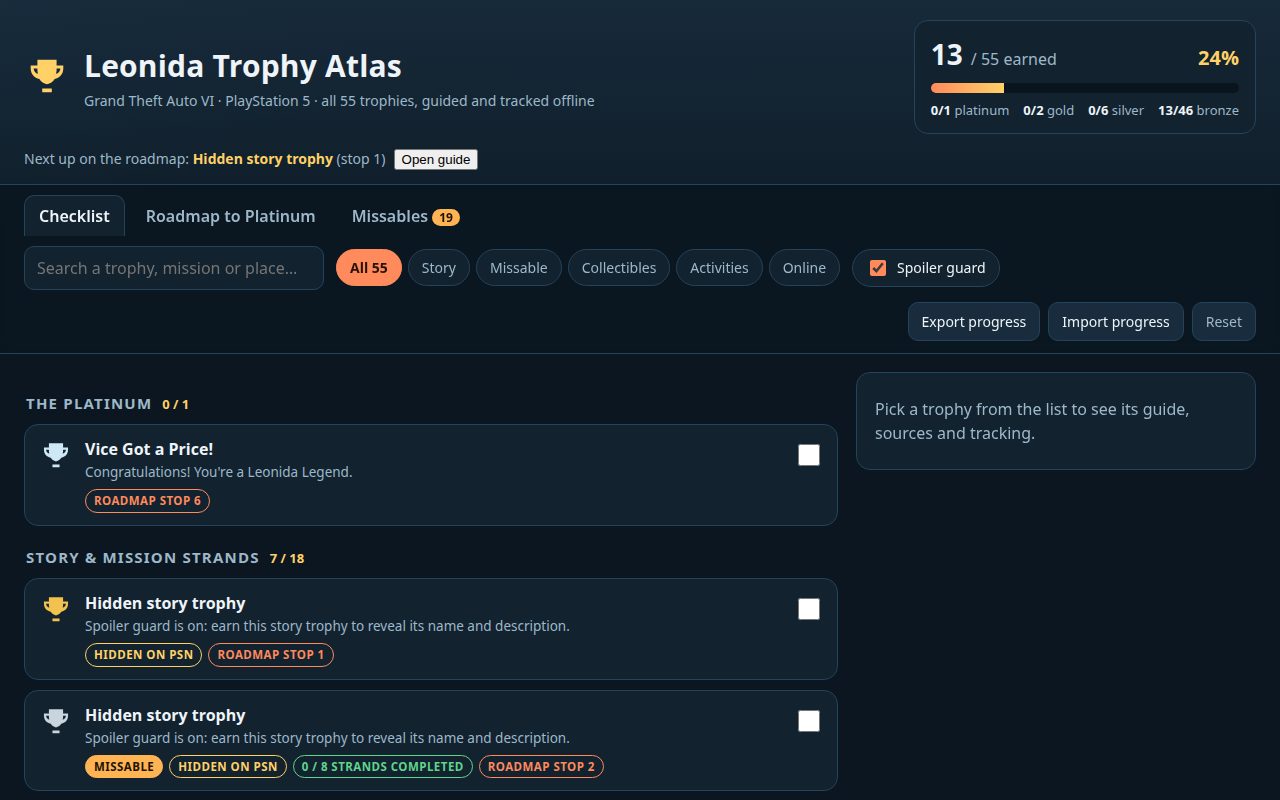 Leonida Trophy Atlas
Grand Theft Auto VI · PlayStation 5 · all 55 trophies, guided and tracked offline
13 / 55 earned 24%
0/1 platinum 0/2 gold 0/6 silver 13/46 bronze
Next up on the roadmap: Hidden story trophy (stop 1) Open guide
Checklist Roadmap to Platinum Missables 19
Search a trophy, mission or place... All 55 Story Missable Collectibles Activities Online Spoiler guard
Export progress Import progress Reset
THE PLATINUM 0 / 1
Vice Got a Price!
Congratulations! You're a Leonida Legend.
ROADMAP STOP 6
Pick a trophy from the list to see its guide,
sources and tracking.
STORY & MISSION STRANDS 7 / 18
Hidden story trophy
Spoiler guard is on: earn this story trophy to reveal its name and description.
HIDDEN ON PSN ROADMAP STOP 1
Hidden story trophy
Spoiler guard is on: earn this story trophy to reveal its name and description.
MISSABLE HIDDEN ON PSN 0 / 8 STRANDS COMPLETED ROADMAP STOP 2